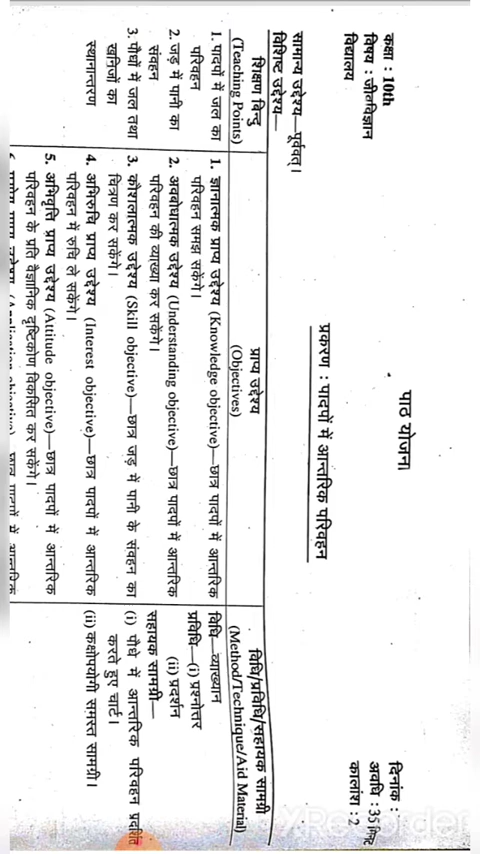 पाठ योजना
कक्षा : 10th
विषय : जीवविज्ञान
विद्यालय
दिनांक :
अवधि : 35 मिनट
कालांश : 2
प्रकरण : पादपों में आन्तरिक परिवहन
सामान्य उद्देश्य—पूर्ववत्।
विशिष्ट उद्देश्य—
शिक्षण बिन्दु
(Teaching Points)
प्राप्य उद्देश्य
(Objectives)
विधि/प्रविधि/सहायक सामग्री
(Method/Technique/Aid Material)
1. पादपों में जल का
परिवहन
2. जड़ में पानी का
संवहन
3. पौधों में जल तथा
खनिजों का
स्थानान्तरण
1. ज्ञानात्मक प्राप्य उद्देश्य (Knowledge objective)—छात्र पादपों में आन्तरिक
परिवहन समझ सकेंगे।
2. अवबोधात्मक उद्देश्य (Understanding objective)—छात्र पादपों में आन्तरिक
परिवहन की व्याख्या कर सकेंगे।
3. कौशलात्मक उद्देश्य (Skill objective)—छात्र जड़ में पानी के संवहन का
चित्रण कर सकेंगे।
4. अभिरुचि प्राप्य उद्देश्य (Interest objective)—छात्र पादपों में आन्तरिक
परिवहन में रुचि ले सकेंगे।
5. अभिवृत्ति प्राप्य उद्देश्य (Attitude objective)—छात्र पादपों में आन्तरिक
परिवहन के प्रति वैज्ञानिक दृष्टिकोण विकसित कर सकेंगे।
विधि—व्याख्यान
प्रविधि—(i) प्रश्नोत्तर
(ii) प्रदर्शन
सहायक सामग्री—
(i) पौधे में आन्तरिक परिवहन प्रदर्शित
करते हुए चार्ट।
(ii) कक्षोपयोगी समस्त सामग्री।
XRecorder